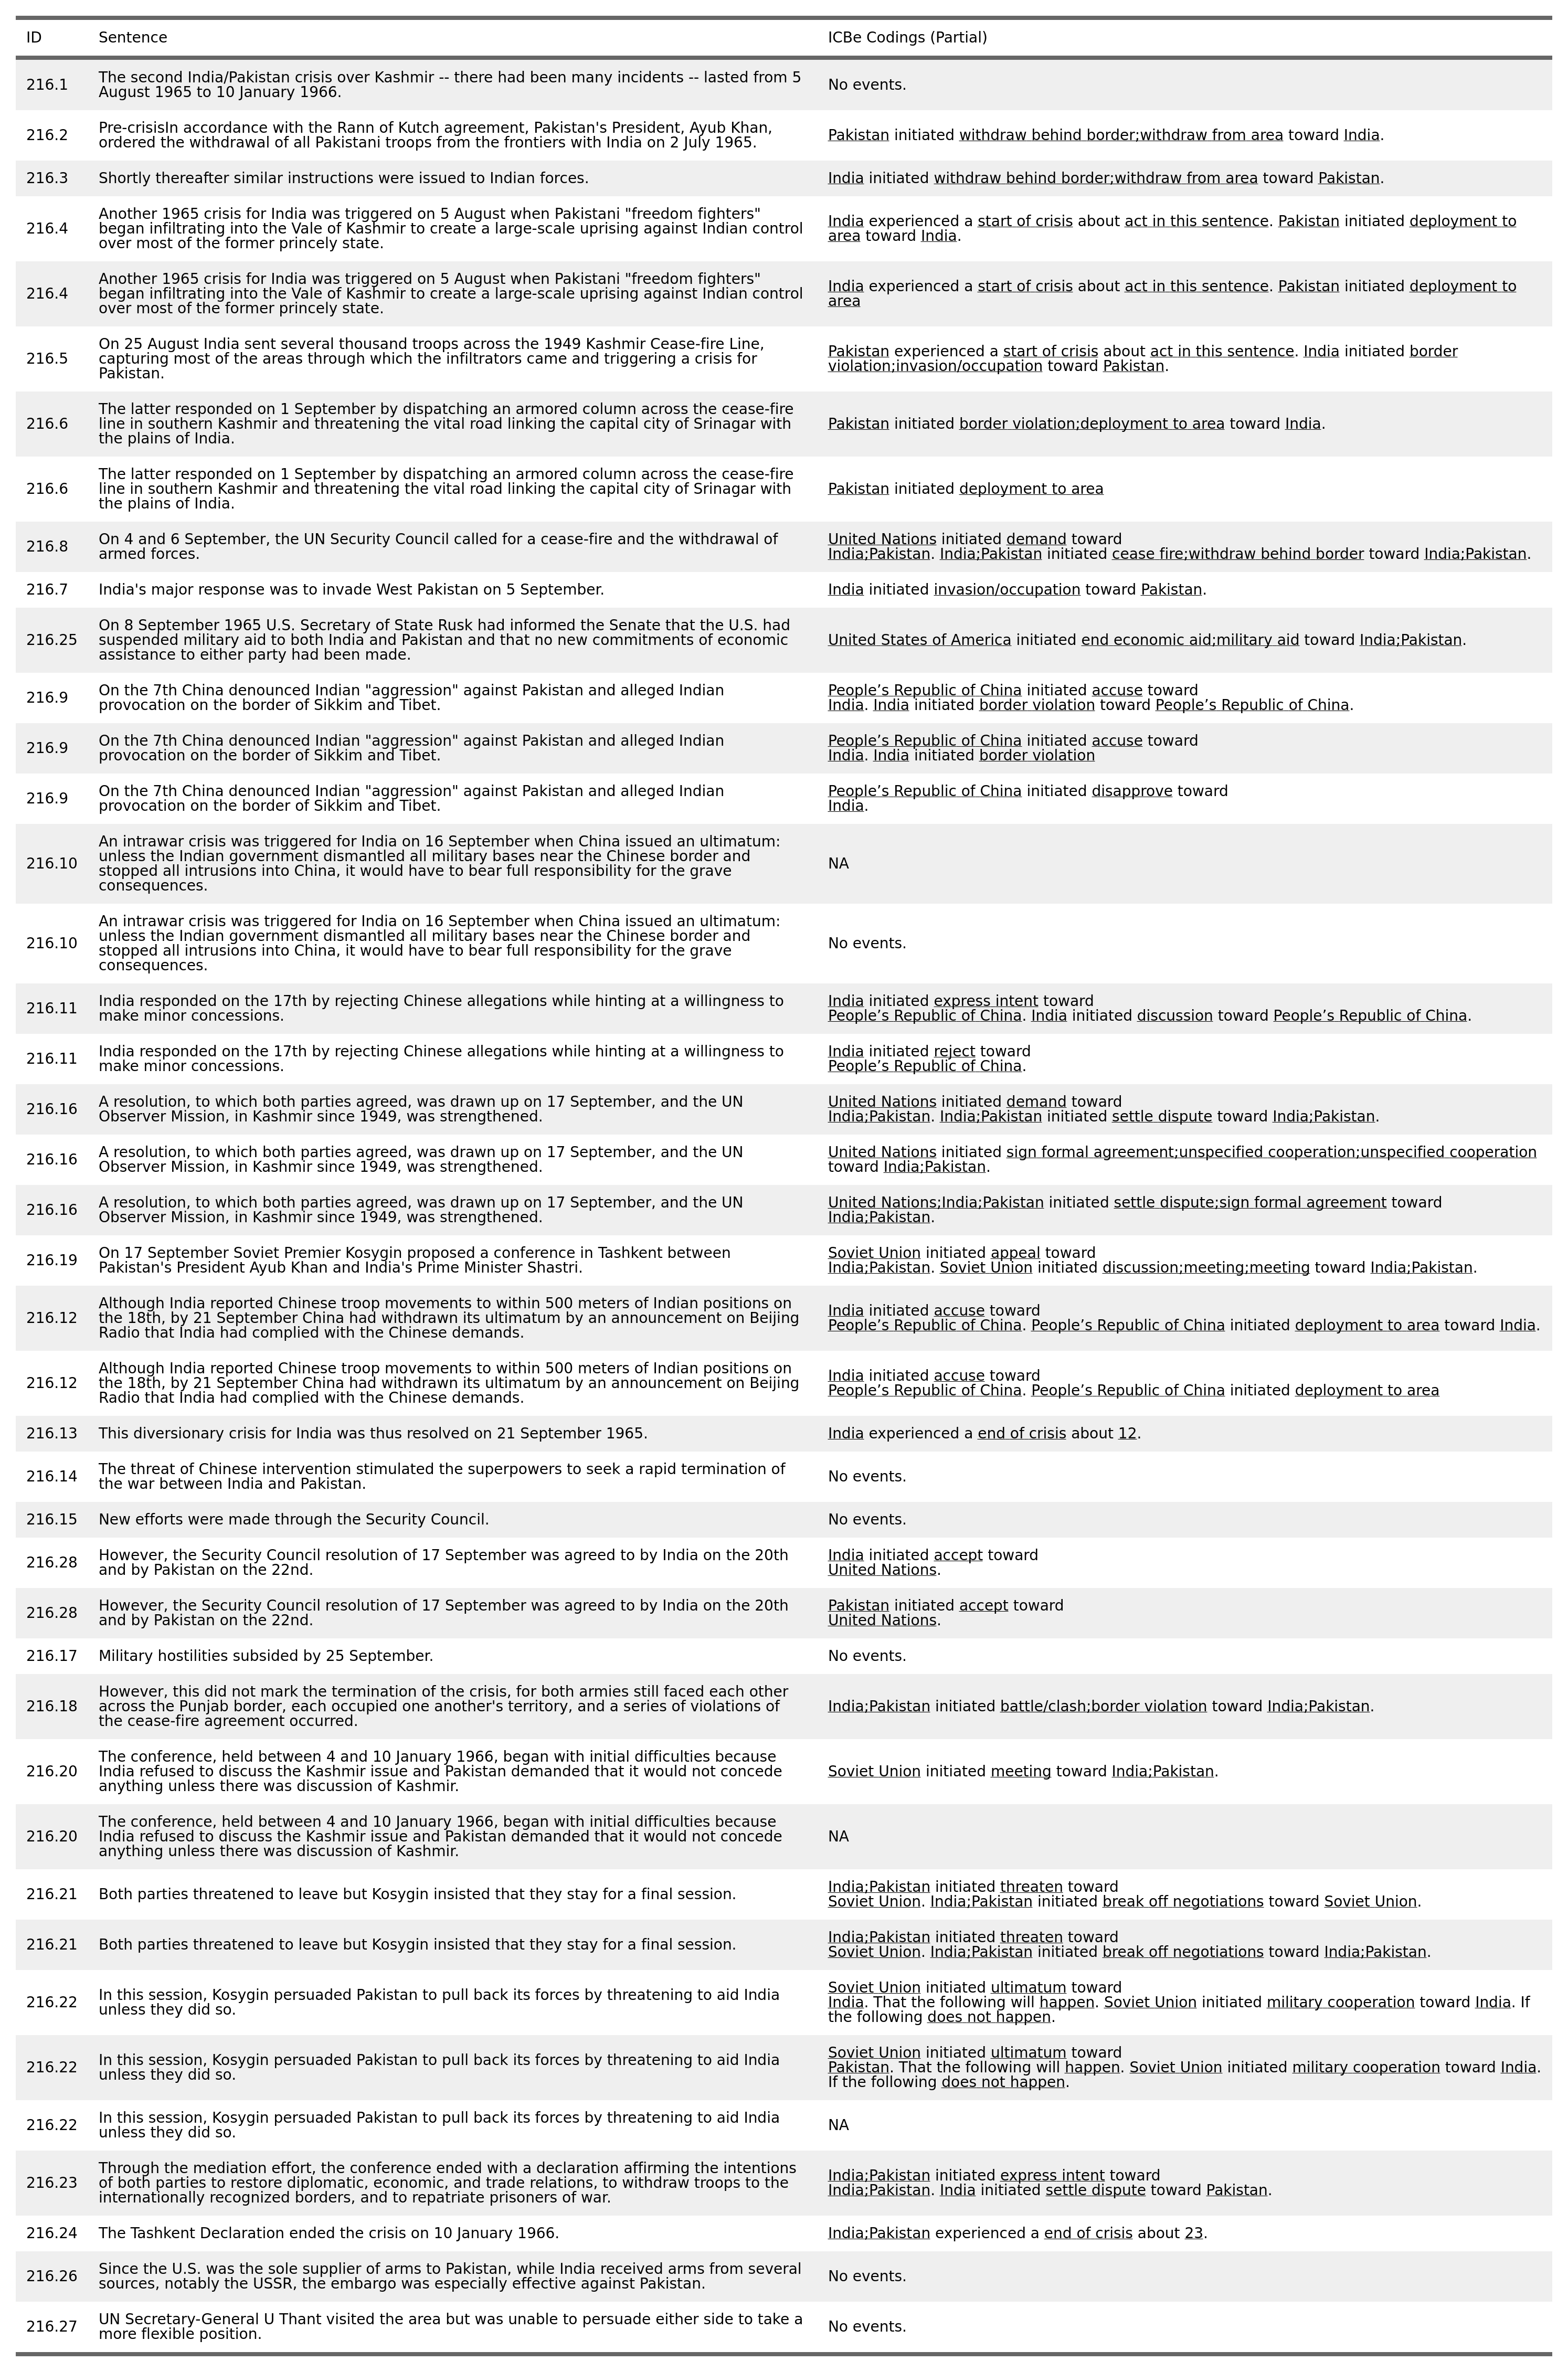 ID Sentence ICBe Codings (Partial)
216.1 The second India/Pakistan crisis over Kashmir -- there had been many incidents -- lasted from 5
August 1965 to 10 January 1966. No events.
216.2 Pre-crisisIn accordance with the Rann of Kutch agreement, Pakistan's President, Ayub Khan,
ordered the withdrawal of all Pakistani troops from the frontiers with India on 2 July 1965. Pakistan initiated withdraw behind border;withdraw from area toward India.
216.3 Shortly thereafter similar instructions were issued to Indian forces. India initiated withdraw behind border;withdraw from area toward Pakistan.
216.4 Another 1965 crisis for India was triggered on 5 August when Pakistani "freedom fighters"
began infiltrating into the Vale of Kashmir to create a large-scale uprising against Indian control
over most of the former princely state.
India experienced a start of crisis about act in this sentence. Pakistan initiated deployment to
area toward India.
216.4 Another 1965 crisis for India was triggered on 5 August when Pakistani "freedom fighters"
began infiltrating into the Vale of Kashmir to create a large-scale uprising against Indian control
over most of the former princely state.
India experienced a start of crisis about act in this sentence. Pakistan initiated deployment to
area
216.5 On 25 August India sent several thousand troops across the 1949 Kashmir Cease-fire Line,
capturing most of the areas through which the infiltrators came and triggering a crisis for
Pakistan.
Pakistan experienced a start of crisis about act in this sentence. India initiated border
violation;invasion/occupation toward Pakistan.
216.6 The latter responded on 1 September by dispatching an armored column across the cease-fire
line in southern Kashmir and threatening the vital road linking the capital city of Srinagar with
the plains of India.
Pakistan initiated border violation;deployment to area toward India.
216.6 The latter responded on 1 September by dispatching an armored column across the cease-fire
line in southern Kashmir and threatening the vital road linking the capital city of Srinagar with
the plains of India.
Pakistan initiated deployment to area
216.8 On 4 and 6 September, the UN Security Council called for a cease-fire and the withdrawal of
armed forces.
United Nations initiated demand toward
India;Pakistan. India;Pakistan initiated cease fire;withdraw behind border toward India;Pakistan.
216.7 India's major response was to invade West Pakistan on 5 September. India initiated invasion/occupation toward Pakistan.
216.25 On 8 September 1965 U.S. Secretary of State Rusk had informed the Senate that the U.S. had
suspended military aid to both India and Pakistan and that no new commitments of economic
assistance to either party had been made.
United States of America initiated end economic aid;military aid toward India;Pakistan.
216.9 On the 7th China denounced Indian "aggression" against Pakistan and alleged Indian
provocation on the border of Sikkim and Tibet.
People’s Republic of China initiated accuse toward
India. India initiated border violation toward People’s Republic of China.
216.9 On the 7th China denounced Indian "aggression" against Pakistan and alleged Indian
provocation on the border of Sikkim and Tibet.
People’s Republic of China initiated accuse toward
India. India initiated border violation
216.9 On the 7th China denounced Indian "aggression" against Pakistan and alleged Indian
provocation on the border of Sikkim and Tibet.
People’s Republic of China initiated disapprove toward
India.
216.10 An intrawar crisis was triggered for India on 16 September when China issued an ultimatum:
unless the Indian government dismantled all military bases near the Chinese border and
stopped all intrusions into China, it would have to bear full responsibility for the grave
consequences.
NA
216.10 An intrawar crisis was triggered for India on 16 September when China issued an ultimatum:
unless the Indian government dismantled all military bases near the Chinese border and
stopped all intrusions into China, it would have to bear full responsibility for the grave
consequences.
No events.
216.11 India responded on the 17th by rejecting Chinese allegations while hinting at a willingness to
make minor concessions.
India initiated express intent toward
People’s Republic of China. India initiated discussion toward People’s Republic of China.
216.11 India responded on the 17th by rejecting Chinese allegations while hinting at a willingness to
make minor concessions.
India initiated reject toward
People’s Republic of China.
216.16 A resolution, to which both parties agreed, was drawn up on 17 September, and the UN
Observer Mission, in Kashmir since 1949, was strengthened.
United Nations initiated demand toward
India;Pakistan. India;Pakistan initiated settle dispute toward India;Pakistan.
216.16 A resolution, to which both parties agreed, was drawn up on 17 September, and the UN
Observer Mission, in Kashmir since 1949, was strengthened.
United Nations initiated sign formal agreement;unspecified cooperation;unspecified cooperation
toward India;Pakistan.
216.16 A resolution, to which both parties agreed, was drawn up on 17 September, and the UN
Observer Mission, in Kashmir since 1949, was strengthened.
United Nations;India;Pakistan initiated settle dispute;sign formal agreement toward
India;Pakistan.
216.19 On 17 September Soviet Premier Kosygin proposed a conference in Tashkent between
Pakistan's President Ayub Khan and India's Prime Minister Shastri.
Soviet Union initiated appeal toward
India;Pakistan. Soviet Union initiated discussion;meeting;meeting toward India;Pakistan.
216.12 Although India reported Chinese troop movements to within 500 meters of Indian positions on
the 18th, by 21 September China had withdrawn its ultimatum by an announcement on Beijing
Radio that India had complied with the Chinese demands.
India initiated accuse toward
People’s Republic of China. People’s Republic of China initiated deployment to area toward India.
216.12 Although India reported Chinese troop movements to within 500 meters of Indian positions on
the 18th, by 21 September China had withdrawn its ultimatum by an announcement on Beijing
Radio that India had complied with the Chinese demands.
India initiated accuse toward
People’s Republic of China. People’s Republic of China initiated deployment to area
216.13 This diversionary crisis for India was thus resolved on 21 September 1965. India experienced a end of crisis about 12.
216.14 The threat of Chinese intervention stimulated the superpowers to seek a rapid termination of
the war between India and Pakistan. No events.
216.15 New efforts were made through the Security Council. No events.
216.28 However, the Security Council resolution of 17 September was agreed to by India on the 20th
and by Pakistan on the 22nd.
India initiated accept toward
United Nations.
216.28 However, the Security Council resolution of 17 September was agreed to by India on the 20th
and by Pakistan on the 22nd.
Pakistan initiated accept toward
United Nations.
216.17 Military hostilities subsided by 25 September. No events.
216.18 However, this did not mark the termination of the crisis, for both armies still faced each other
across the Punjab border, each occupied one another's territory, and a series of violations of
the cease-fire agreement occurred.
India;Pakistan initiated battle/clash;border violation toward India;Pakistan.
216.20 The conference, held between 4 and 10 January 1966, began with initial difficulties because
India refused to discuss the Kashmir issue and Pakistan demanded that it would not concede
anything unless there was discussion of Kashmir.
Soviet Union initiated meeting toward India;Pakistan.
216.20 The conference, held between 4 and 10 January 1966, began with initial difficulties because
India refused to discuss the Kashmir issue and Pakistan demanded that it would not concede
anything unless there was discussion of Kashmir.
NA
216.21 Both parties threatened to leave but Kosygin insisted that they stay for a final session.
India;Pakistan initiated threaten toward
Soviet Union. India;Pakistan initiated break off negotiations toward Soviet Union.
216.21 Both parties threatened to leave but Kosygin insisted that they stay for a final session.
India;Pakistan initiated threaten toward
Soviet Union. India;Pakistan initiated break off negotiations toward India;Pakistan.
216.22 In this session, Kosygin persuaded Pakistan to pull back its forces by threatening to aid India
unless they did so.
Soviet Union initiated ultimatum toward
India. That the following will happen. Soviet Union initiated military cooperation toward India. If
the following does not happen.
216.22 In this session, Kosygin persuaded Pakistan to pull back its forces by threatening to aid India
unless they did so.
Soviet Union initiated ultimatum toward
Pakistan. That the following will happen. Soviet Union initiated military cooperation toward India.
If the following does not happen.
216.22 In this session, Kosygin persuaded Pakistan to pull back its forces by threatening to aid India
unless they did so.
NA
216.23 Through the mediation effort, the conference ended with a declaration affirming the intentions
of both parties to restore diplomatic, economic, and trade relations, to withdraw troops to the
internationally recognized borders, and to repatriate prisoners of war.
India;Pakistan initiated express intent toward
India;Pakistan. India initiated settle dispute toward Pakistan.
216.24 The Tashkent Declaration ended the crisis on 10 January 1966. India;Pakistan experienced a end of crisis about 23.
216.26 Since the U.S. was the sole supplier of arms to Pakistan, while India received arms from several
sources, notably the USSR, the embargo was especially effective against Pakistan. No events.
216.27 UN Secretary-General U Thant visited the area but was unable to persuade either side to take a
more flexible position. No events.